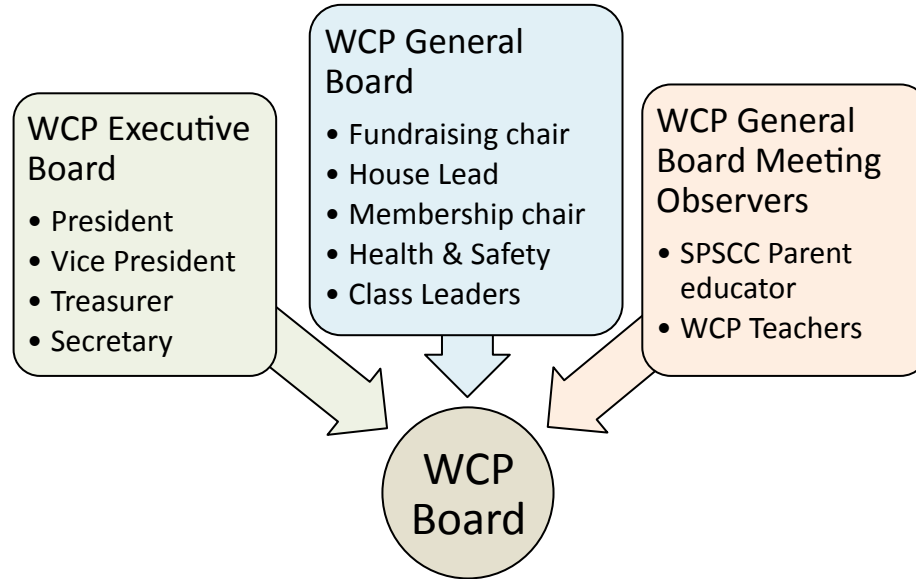 WCP Executive
Board
• President
• Vice President
• Treasurer
• Secretary
WCP General
Board
• Fundraising chair
• House Lead
• Membership chair
• Health & Safety
• Class Leaders
WCP General
Board Meeting
Observers
• SPSCC Parent
educator
• WCP Teachers
WCP
Board